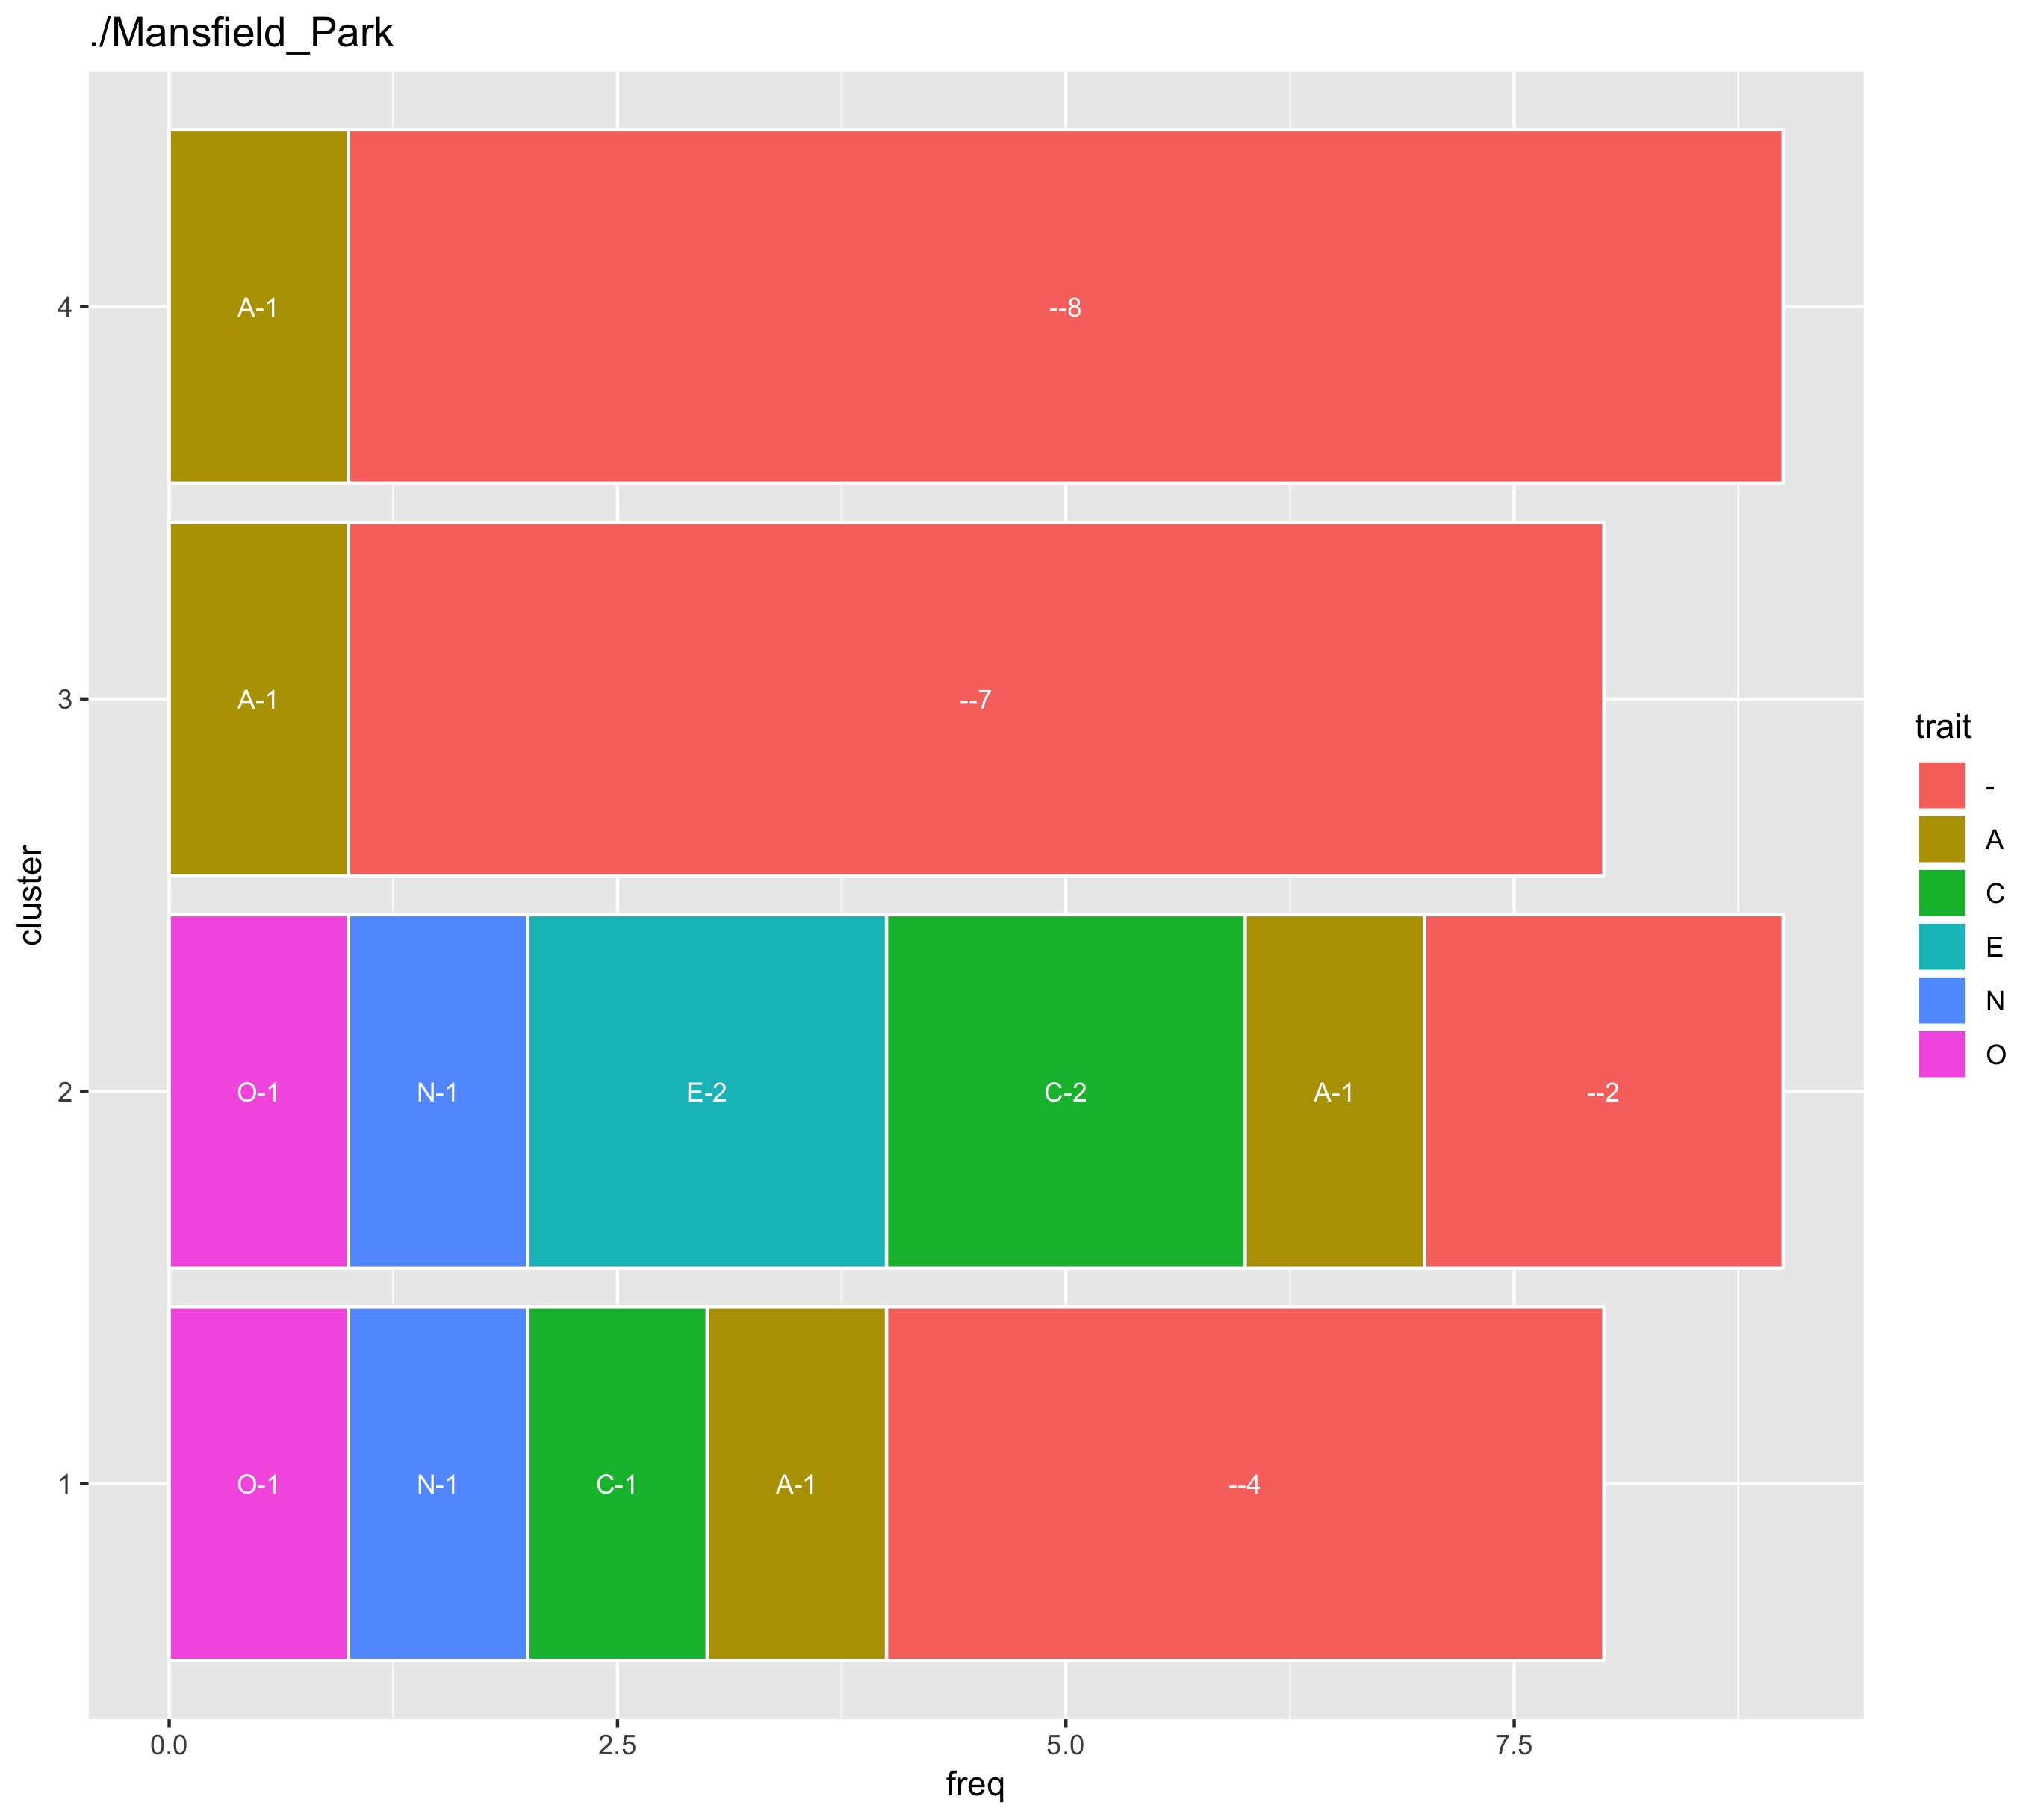 ./Mansfield_Park
4
A-1
--8
3
A-1
--7
2
O-1
N-1
E-2
C-2
A-1
--2
1
O-1
N-1
C-1
A-1
--4
0.0
2.5
5.0
7.5
freq
cluster
trait
-
A
C
E
N
O